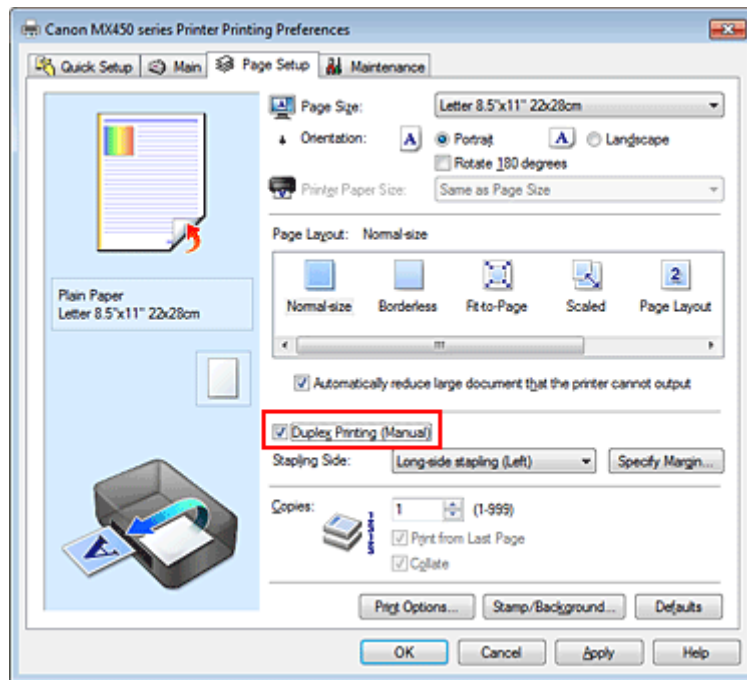 Canon MX450 series Printer Printing Preferences
Quick Setup Main Page Setup Maintenance
Page Size: Letter 8.5"x11" 22x28cm
Orientation: A Portrait A Landscape
Rotate 180 degrees
Printer Paper Size: Same as Page Size
Page Layout: Normal-size
2
Normal-size Borderless Fit-to-Page Scaled Page Layout
Automatically reduce large document that the printer cannot output
Plain Paper
Letter 8.5"x11" 22x28cm
Duplex Printing (Manual)
Stapling Side: Long-side stapling (Left) Specify Margin...
Copies: 1 (1-999)
Print from Last Page
Collate
A
Print Options... Stamp/Background... Defaults
OK Cancel Apply Help